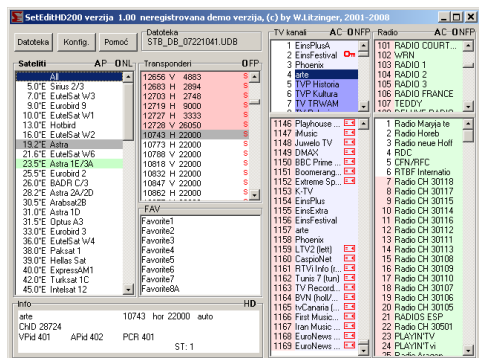 SetEditHD200 verzija 1.00 neregistrovana demo verzija, (c) by W.Litzinger, 2001-2008
Datoteka
Konfig.
Pomoć
Datoteka
STB_DB_07221041.UDB
Sateliti AP ONL
All
5.0°E Sirius 2/3
7.0°E EutelSat W3
9.0°E Eurobird 9
10.0°E EutelSat W1
13.0°E Hotbird
16.0°E EutelSat W2
19.2°E Astra
21.6°E EutelSat W6
23.5°E Astra 1E/3A
25.5°E Eurobird 2
26.0°E BADR C/3
28.2°E Astra 2A/2D
30.5°E Arabsat2B
31.0°E Astra 1D
31.5°E Optus A3
33.0°E Eurobird 3
36.0°E EutelSat W4
38.0°E Paksat 1
39.0°E Hellas Sat
40.0°E ExpressAM1
42.0°E Turksat 1C
45.0°E Intelsat 12
Transponderi OFP
12656 V 4883 S
12683 H 2894 S
12703 H 2748 S
12719 H 9000 S
12727 H 3333 S
12728 V 26050 S
10743 H 22000 S
10773 H 22000 S
10788 V 22000 S
10818 V 22000 S
10832 H 22000 S
10847 V 22000 S
10862 H 22000 S
FAV
Favorite1
Favorite2
Favorite3
Favorite4
Favorite5
Favorite6
Favorite7
Favorite8A
Info HD
arte 10743 hor 22000 auto
ChID 28724
VPid 401 APid 402 PCR 401
ST: 1
TV kanali AC OFP
1 EinsPlusA
2 EinsFestival
3 Phoenix
4 arte
5 TVP Historia
6 TVP Kultura
7 TV TRWAM
1146 Playhouse ...
1147 iMusic
1148 Juwelo TV
1149 DMAX
1150 BBC Prime ...
1151 Boomerang...
1152 Extreme Sp...
1153 K-TV
1154 EinsPlus
1155 EinsExtra
1156 EinsFestival
1157 arte
1158 Phoenix
1159 LTV2 (lett)
1160 CaspioNet
1161 RTVi Info (r...
1162 Tunis 7 (tun)
1163 TV Record...
1164 BVN (holl/...
1165 tvCanaria (...
1166 First Music...
1167 Iran Music ...
1168 EuroNews ...
1169 EuroNews ...
Radio AC OFP
101 RADIO COURT...
102 WRN
103 RADIO 1
104 RADIO 2
105 RADIO 3
106 RADIO FRANCE
107 TEDDY
1 Radio Maryja te
2 Radio Horeb
3 Radio neue Hoff
4 RDC
5 CFN/RFC
6 RTBF Internatio
7 Radio CH 30118
8 Radio CH 30117
9 Radio CH 30115
10 Radio CH 30114
11 Radio CH 30116
12 Radio CH 30111
13 Radio CH 30112
14 Radio CH 30113
15 Radio CH 30108
16 Radio CH 30109
17 Radio CH 30110
18 Radio CH 30107
19 Radio CH 30106
20 Radio CH 30105
21 RADIOS ESP
22 Radio CH 30501
23 PLAYIN'TV
24 PLAYIN'TVi
25 Radio Aragon